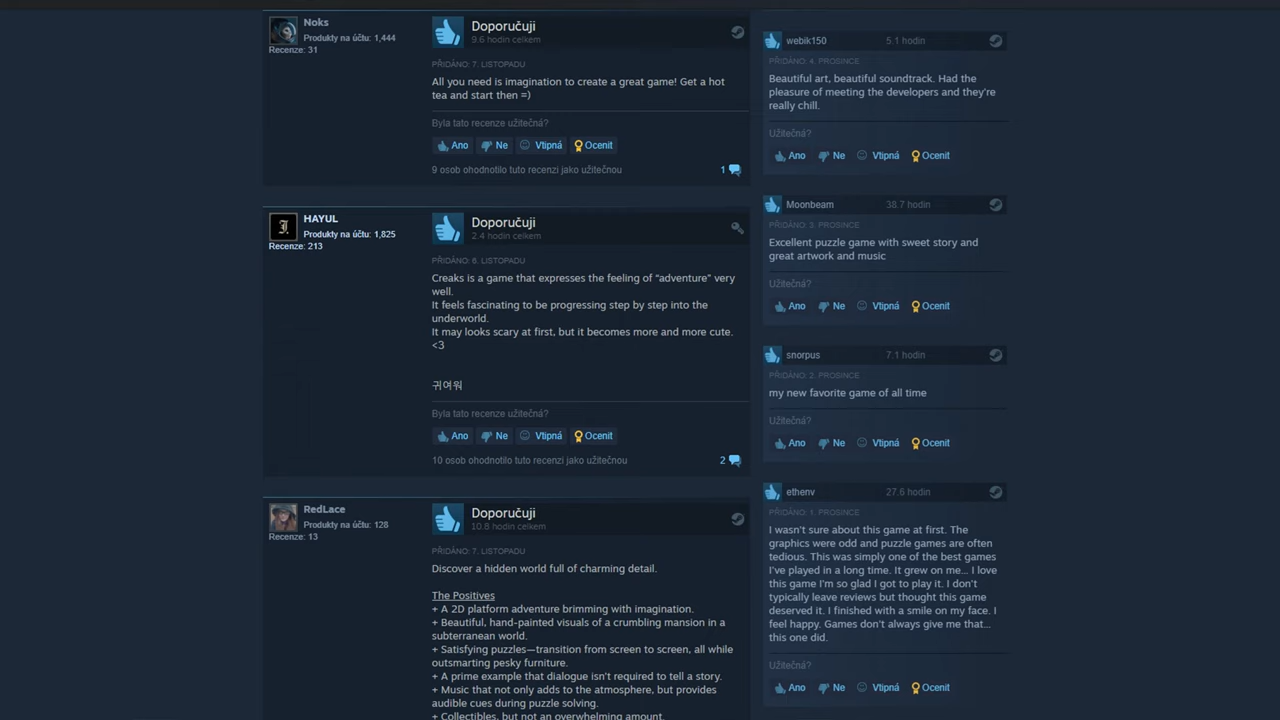 Noks
Produkty na účtu: 1,444
Recenze: 31
Doporučuji
9.6 hodin celkem
PŘIDÁNO: 7. LISTOPADU
All you need is imagination to create a great game! Get a hot
tea and start then =)
Byla tato recenze užitečná?
Ano
Ne
Vtipná
Ocenit
9 osob ohodnotilo tuto recenzi jako užitečnou
1
HAYUL
Produkty na účtu: 1,825
Recenze: 213
Doporučuji
2.4 hodin celkem
PŘIDÁNO: 6. LISTOPADU
Creaks is a game that expresses the feeling of "adventure" very
well.
It feels fascinating to be progressing step by step into the
underworld.
It may looks scary at first, but it becomes more and more cute.
<3
귀여워
Byla tato recenze užitečná?
Ano
Ne
Vtipná
Ocenit
10 osob ohodnotilo tuto recenzi jako užitečnou
2
RedLace
Produkty na účtu: 128
Recenze: 13
Doporučuji
10.8 hodin celkem
PŘIDÁNO: 7. LISTOPADU
Discover a hidden world full of charming detail.
The Positives
+ A 2D platform adventure brimming with imagination.
+ Beautiful, hand-painted visuals of a crumbling mansion in a
subterranean world.
+ Satisfying puzzles—transition from screen to screen, all while
outsmarting pesky furniture.
+ A prime example that dialogue isn't required to tell a story.
+ Music that not only adds to the atmosphere, but provides
audible cues during puzzle solving.
+ Collectibles, but not an overwhelming amount.
webik150
5.1 hodin
PŘIDÁNO: 4. PROSINCE
Beautiful art, beautiful soundtrack. Had the
pleasure of meeting the developers and they're
really chill.
Užitečná?
Ano
Ne
Vtipná
Ocenit
Moonbeam
38.7 hodin
PŘIDÁNO: 3. PROSINCE
Excellent puzzle game with sweet story and
great artwork and music
Užitečná?
Ano
Ne
Vtipná
Ocenit
snorpus
7.1 hodin
PŘIDÁNO: 2. PROSINCE
my new favorite game of all time
Užitečná?
Ano
Ne
Vtipná
Ocenit
ethenv
27.6 hodin
PŘIDÁNO: 1. PROSINCE
I wasn't sure about this game at first. The
graphics were odd and puzzle games are often
tedious. This was simply one of the best games
I've played in a long time. It grew on me... I love
this game I'm so glad I got to play it. I don't
typically leave reviews but thought this game
deserved it. I finished with a smile on my face. I
feel happy. Games don't always give me that...
this one did.
Užitečná?
Ano
Ne
Vtipná
Ocenit